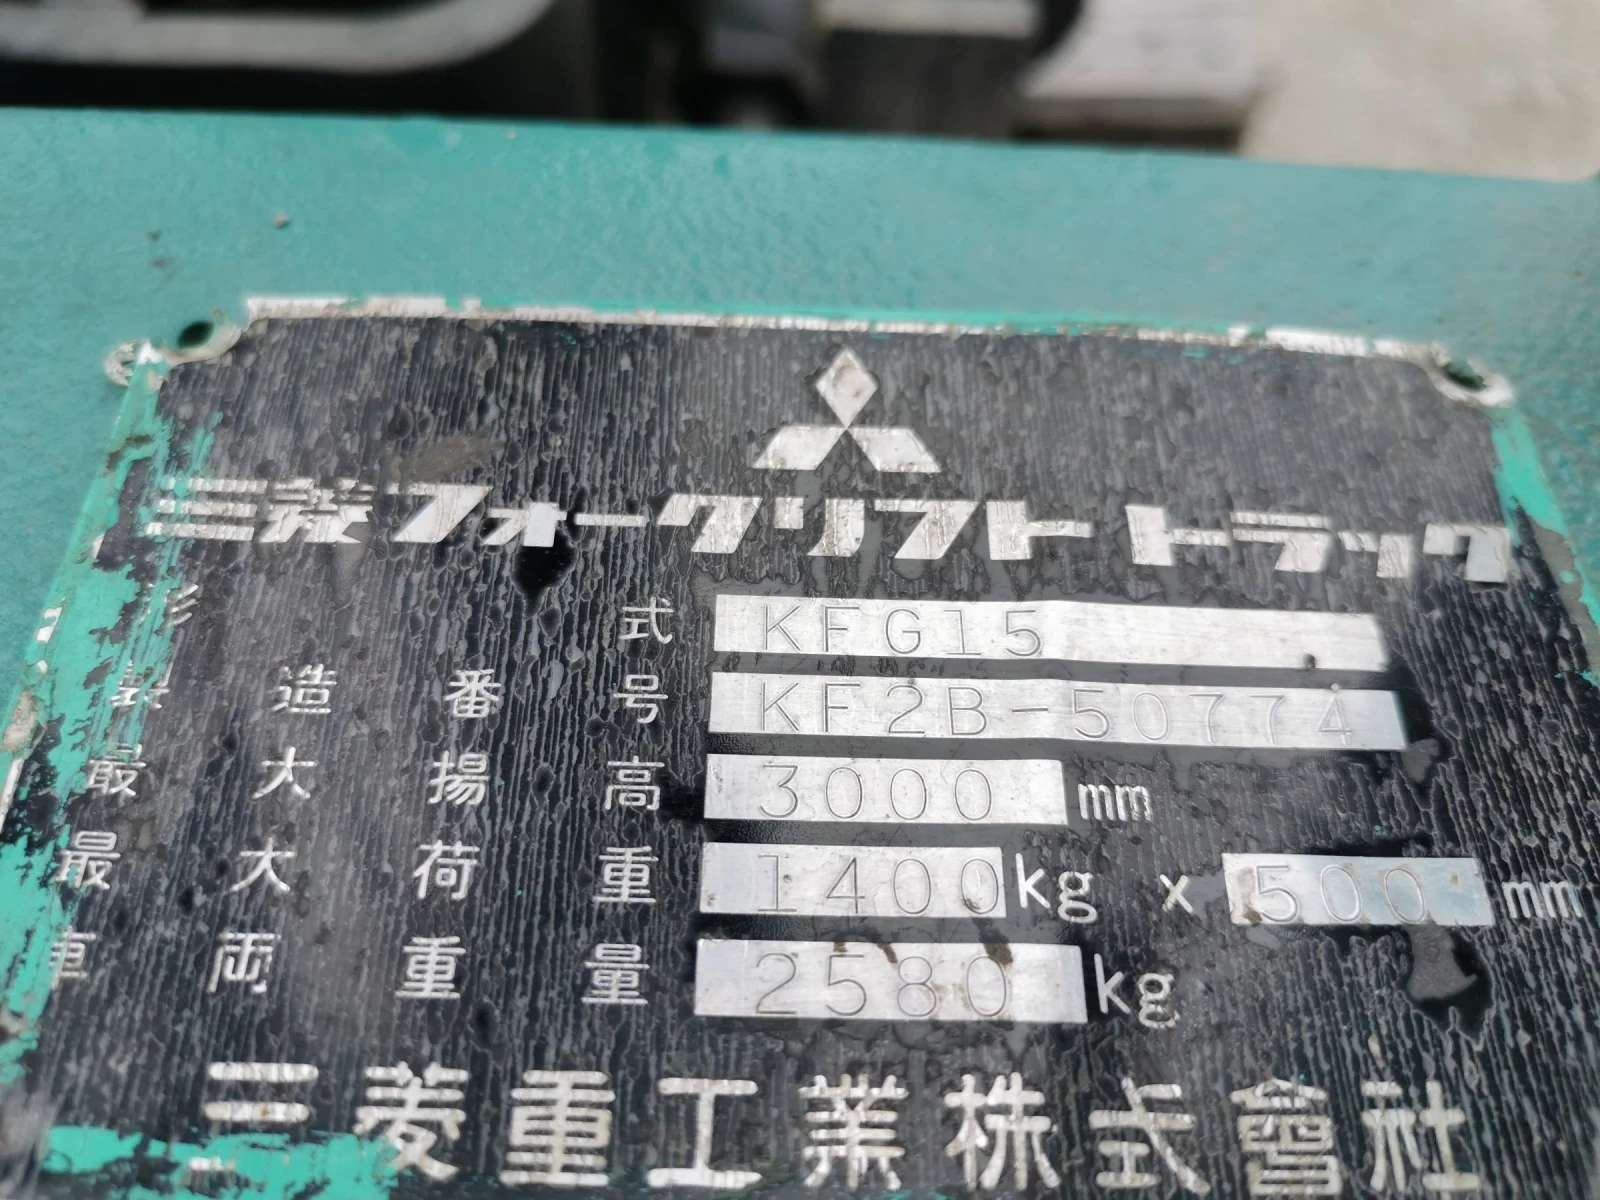 三菱フォークリフトトラック
形式 KFG15
製造番号 KF2B-50774
最大揚高 3000 mm
最大荷重 1400 kg x 500 mm
車両重量 2580 kg
三菱重工業株式會社